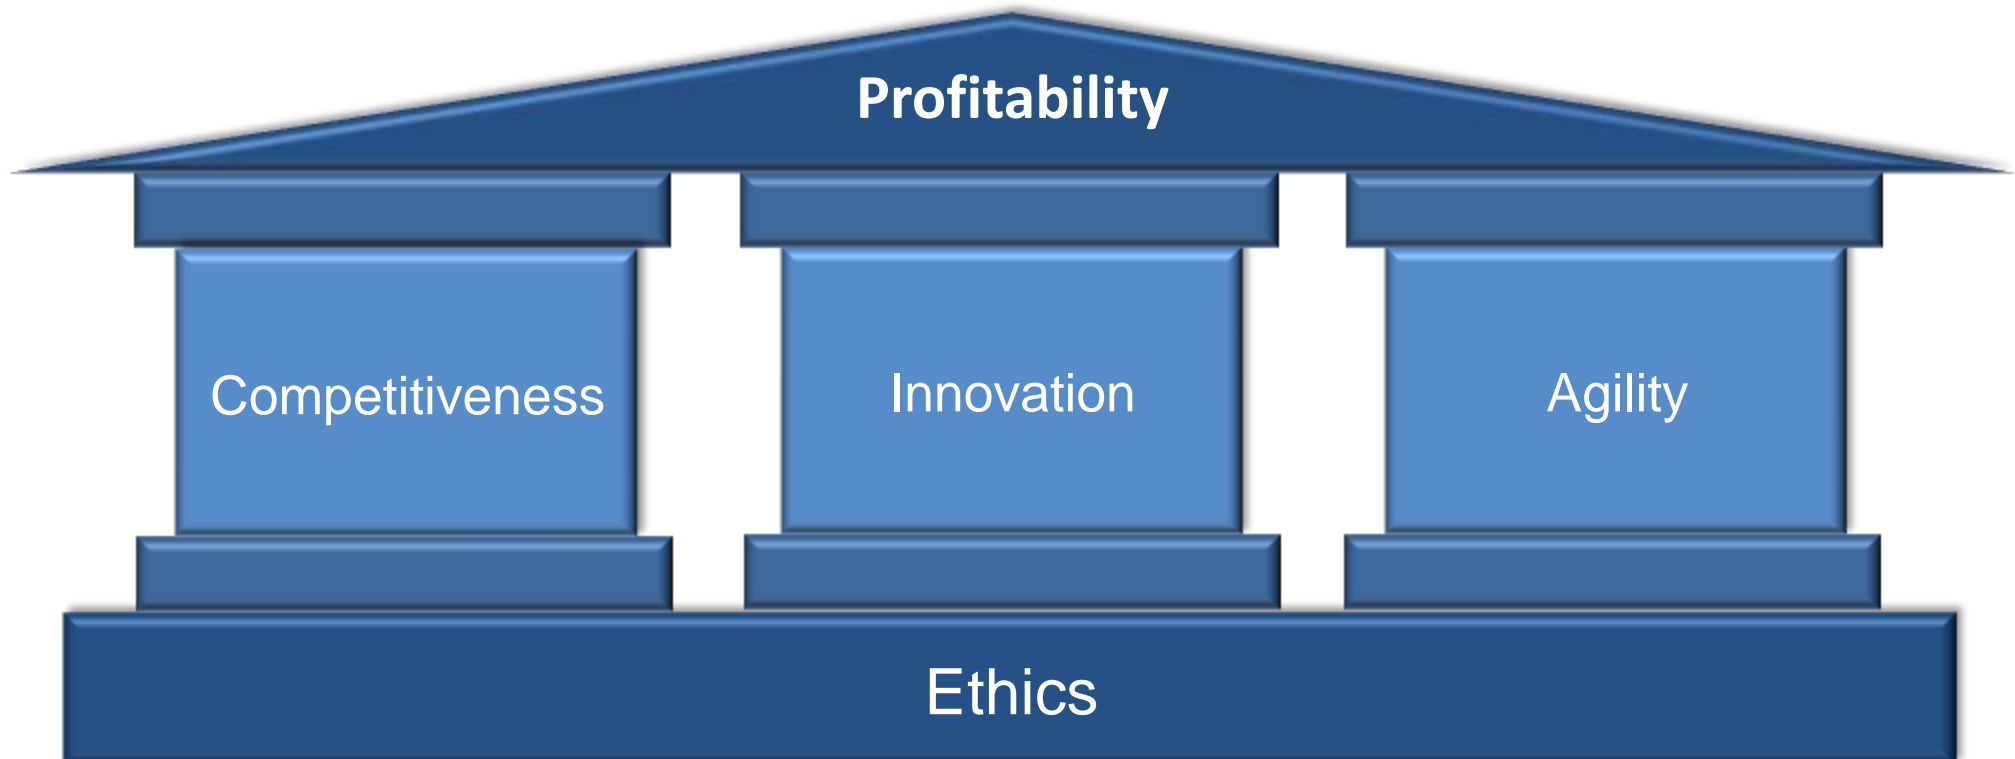 Profitability
Competitiveness
Innovation
Agility
Ethics